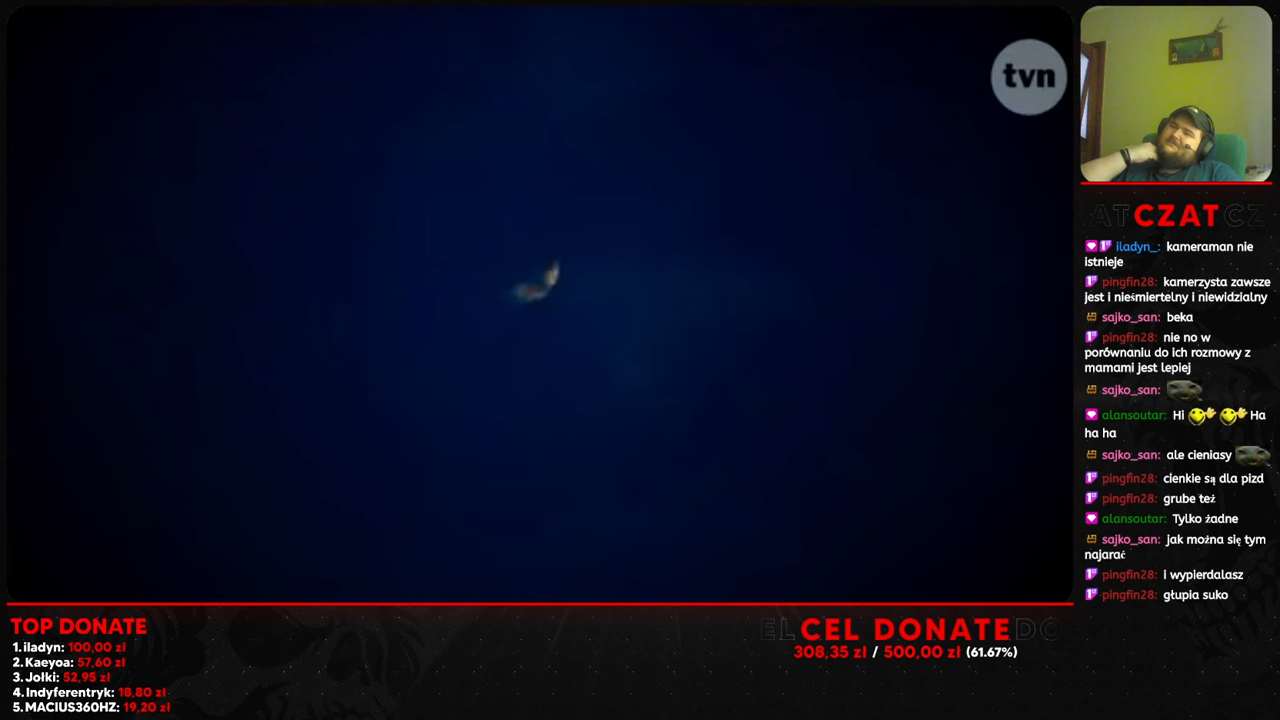 tvn
CZAT
iladyn_: kameraman nie
istnieje
pingfin28: kamerzysta zawsze
jest i nieśmiertelny i niewidzialny
sajko_san: beka
pingfin28: nie no w
porównaniu do ich rozmowy z
mamami jest lepiej
sajko_san:
alansoutar: Hi Ha
ha ha
sajko_san: ale cieniasy
pingfin28: cienkie są dla pizd
pingfin28: grube też
alansoutar: Tylko żadne
sajko_san: jak można się tym
najarać
pingfin28: i wypierdalasz
pingfin28: głupia suko
TOP DONATE
1. iladyn: 100,00 zł
2. Kaeyoa: 57,60 zł
3. Jołki: 52,95 zł
4. Indyferentryk: 18,80 zł
5. MACIUS360HZ: 19,20 zł
EL CEL DONATE DO
308,35 zł / 500,00 zł (61.67%)